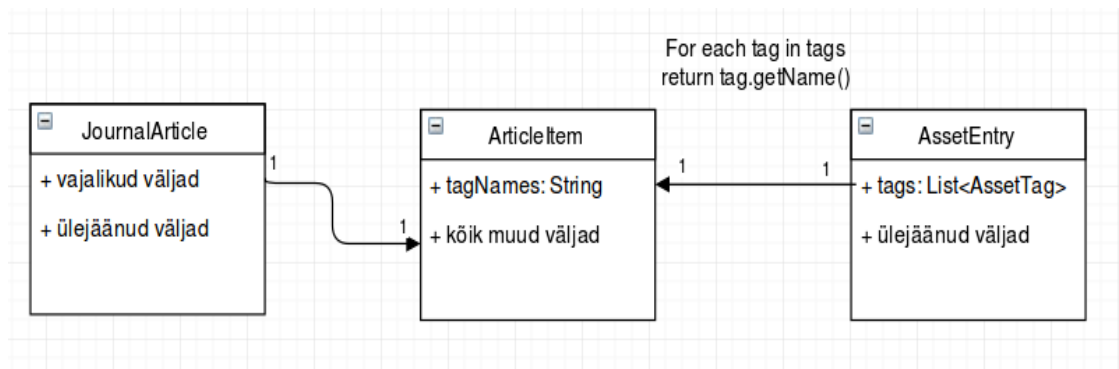 For each tag in tags
return tag.getName()
JournalArticle
+ vajalikud väljad
+ ülejäänud väljad
1
1
ArticleItem
+ tagNames: String
+ kõik muud väljad
1
1
AssetEntry
+ tags: List<AssetTag>
+ ülejäänud väljad